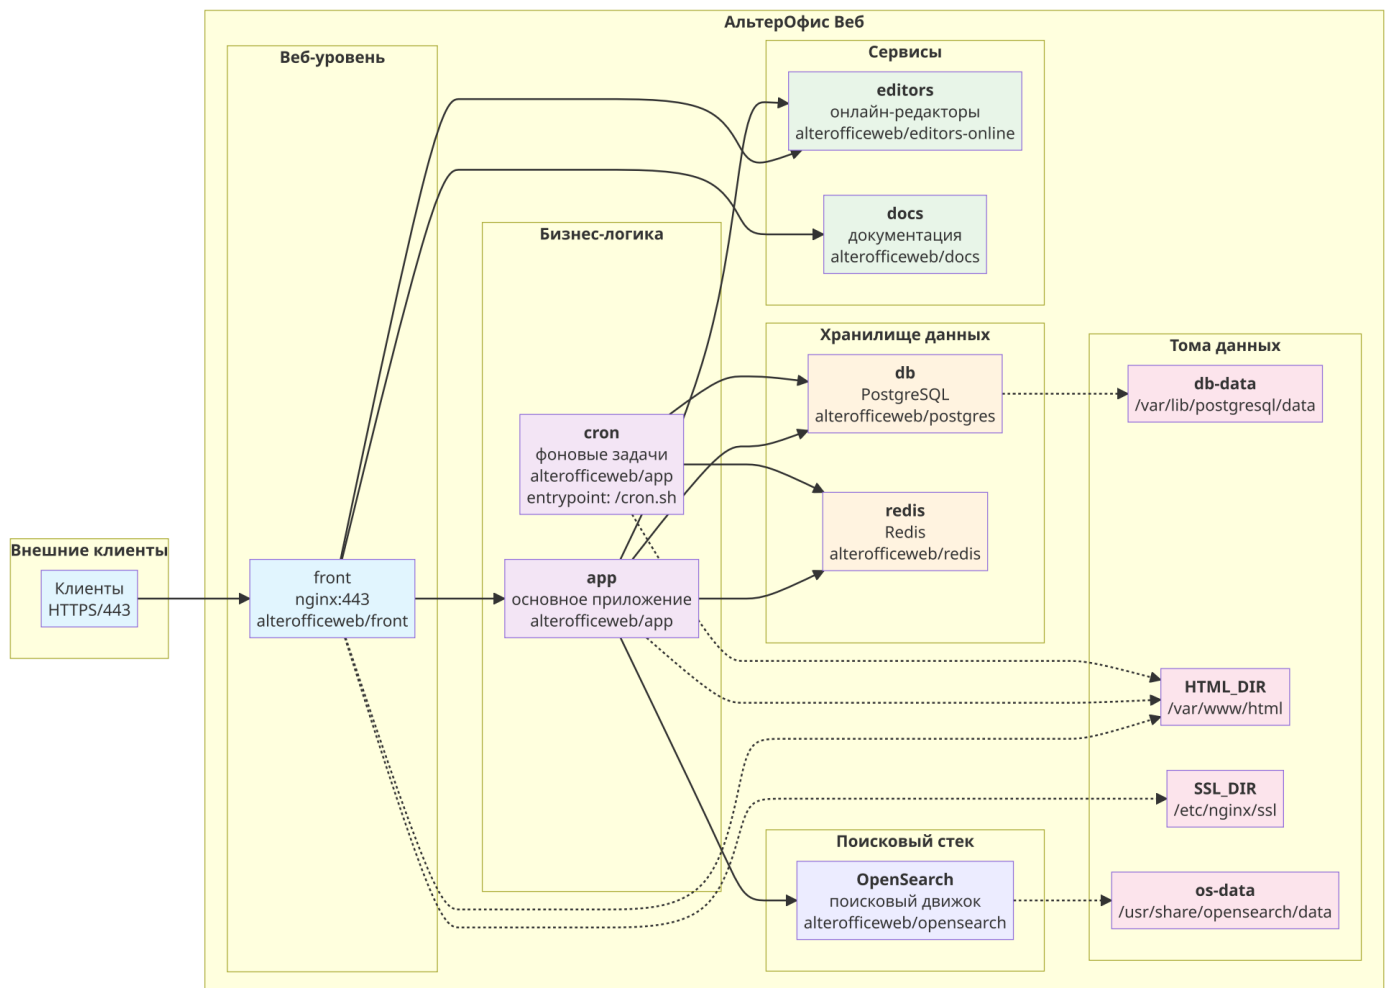 АльтерОфис Веб
Веб-уровень
Сервисы
editors
онлайн-редакторы
alterofficeweb/editors-online
docs
документация
alterofficeweb/docs
Бизнес-логика
Хранилище данных
Тома данных
db
PostgreSQL
alterofficeweb/postgres
db-data
/var/lib/postgresql/data
cron
фоновые задачи
alterofficeweb/app
entrypoint: /cron.sh
redis
Redis
alterofficeweb/redis
Внешние клиенты
Клиенты
HTTPS/443
front
nginx:443
alterofficeweb/front
app
основное приложение
alterofficeweb/app
HTML_DIR
/var/www/html
SSL_DIR
/etc/nginx/ssl
Поисковый стек
OpenSearch
поисковый движок
alterofficeweb/opensearch
os-data
/usr/share/opensearch/data